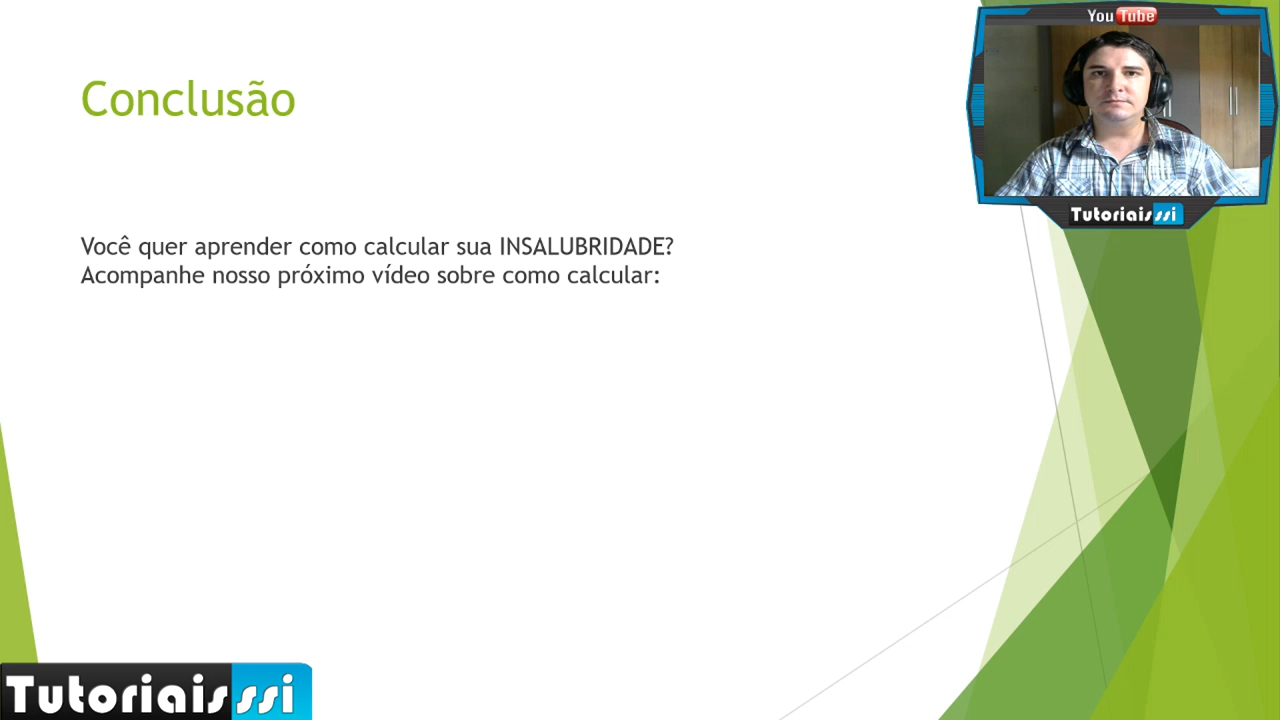 You Tube
Conclusão
Tutoriaisssi
Você quer aprender como calcular sua INSALUBRIDADE?
Acompanhe nosso próximo vídeo sobre como calcular:
Tutoriaisssi